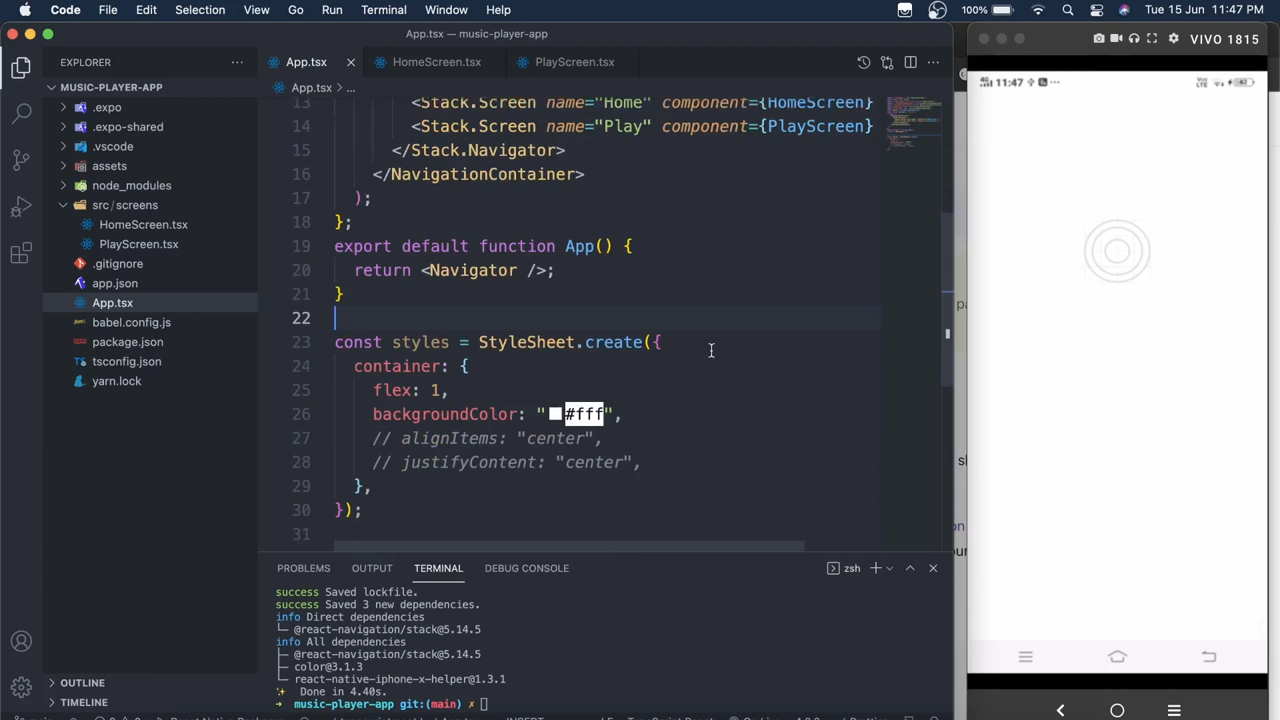 Code File Edit Selection View Go Run Terminal Window Help 100% Tue 15 Jun 11:47 PM
App.tsx — music-player-app
VIVO 1815
EXPLORER
App.tsx HomeScreen.tsx PlayScreen.tsx
MUSIC-PLAYER-APP
App.tsx > ...
11:47
.expo
.expo-shared
.vscode
assets
node_modules
src/screens
HomeScreen.tsx
PlayScreen.tsx
.gitignore
app.json
App.tsx
babel.config.js
package.json
tsconfig.json
yarn.lock
OUTLINE
TIMELINE
13 <Stack.Screen name="Home" component={HomeScreen}
14 <Stack.Screen name="Play" component={PlayScreen}
15 </Stack.Navigator>
16 </NavigationContainer>
17 );
18 };
19 export default function App() {
20 return <Navigator />;
21 }
22
23 const styles = StyleSheet.create({
24 container: {
25 flex: 1,
26 backgroundColor: "#fff",
27 // alignItems: "center",
28 // justifyContent: "center",
29 },
30 });
31
PROBLEMS OUTPUT TERMINAL DEBUG CONSOLE zsh
success Saved lockfile.
success Saved 3 new dependencies.
info Direct dependencies
└─ @react-navigation/stack@5.14.5
info All dependencies
├─ @react-navigation/stack@5.14.5
├─ color@3.1.3
└─ react-native-iphone-x-helper@1.3.1
✨ Done in 4.40s.
➜ music-player-app git:(main) ✗